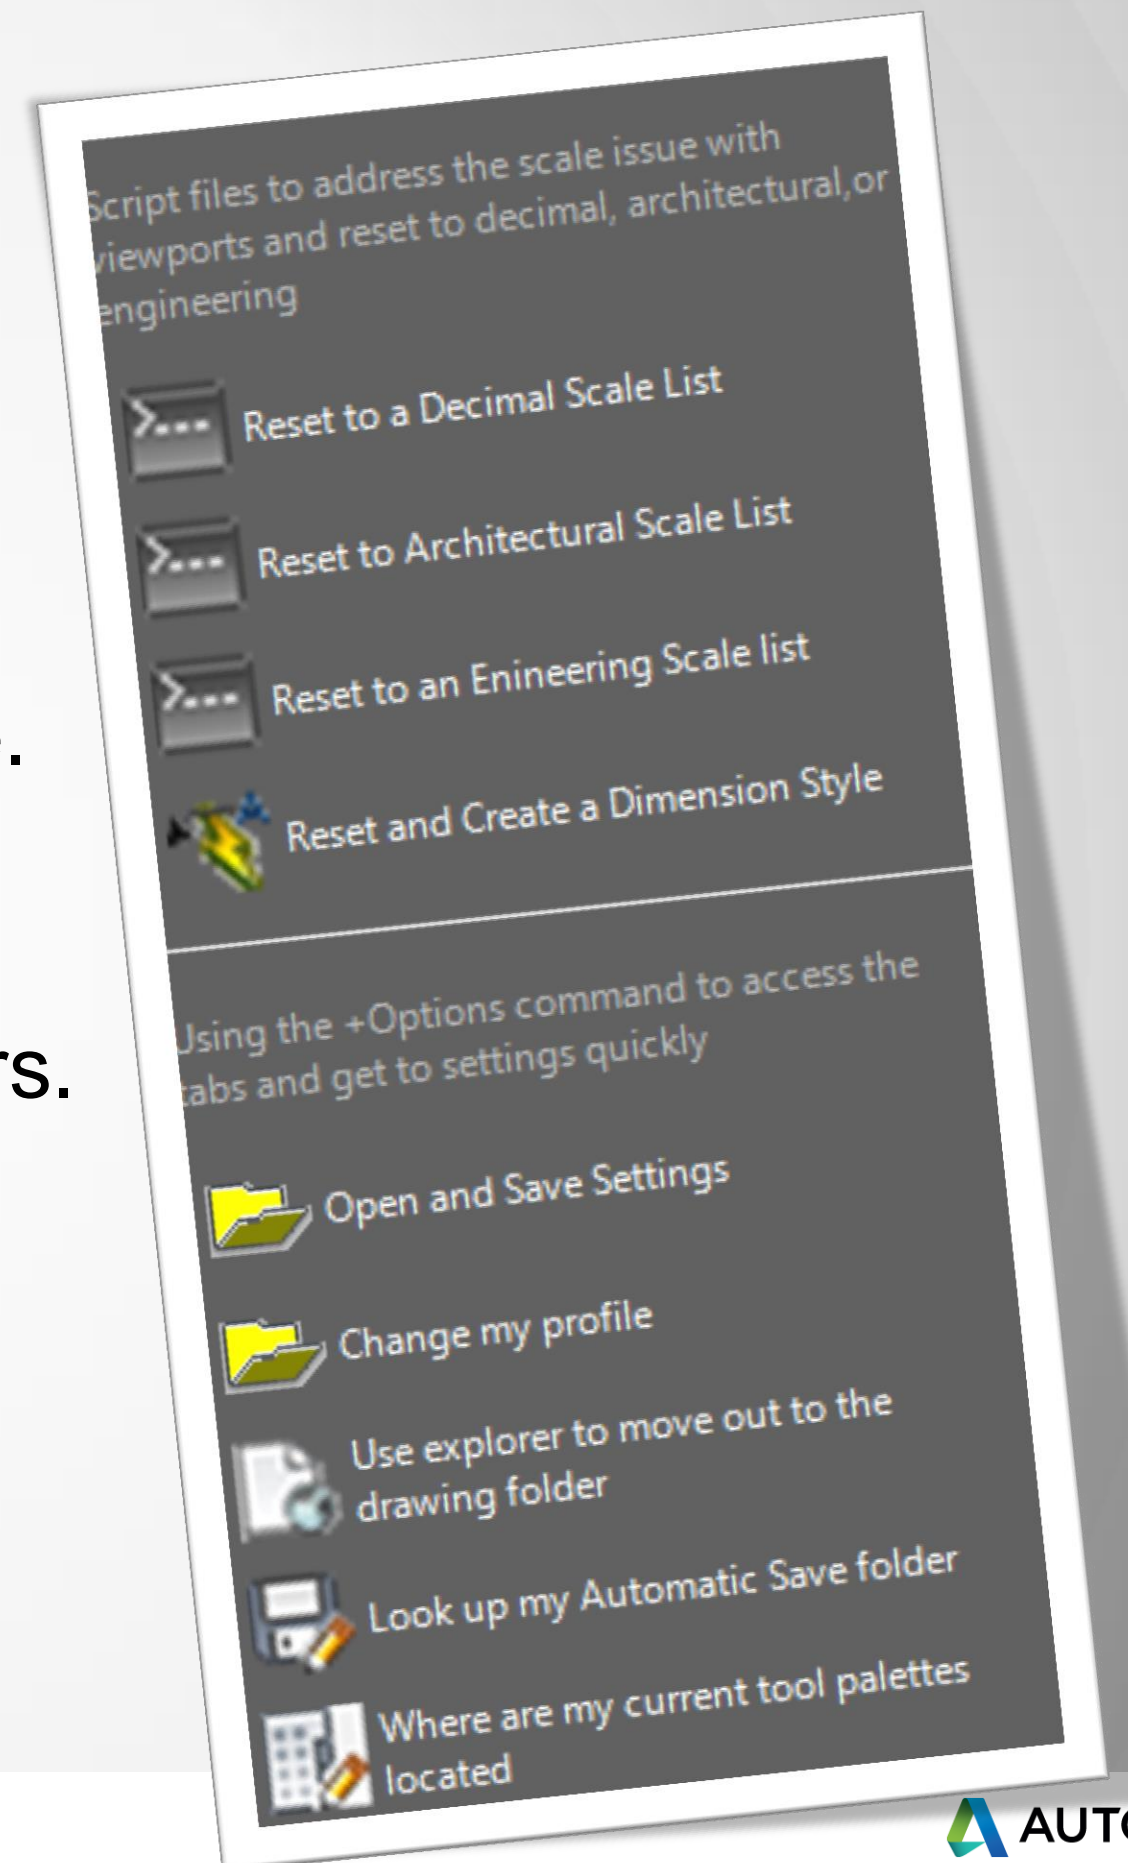 Script files to address the scale issue with
viewports and reset to decimal, architectural,or
engineering
Reset to a Decimal Scale List
Reset to Architectural Scale List
Reset to an Enineering Scale list
Reset and Create a Dimension Style
Using the +Options command to access the
tabs and get to settings quickly
Open and Save Settings
Change my profile
Use explorer to move out to the
drawing folder
Look up my Automatic Save folder
Where are my current tool palettes
located